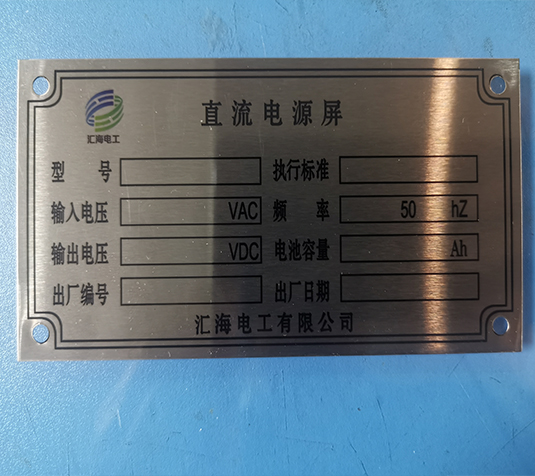 汇海电工
直流电源屏
型号 执行标准
输入电压 VAC 频率 50 hZ
输出电压 VDC 电池容量 Ah
出厂编号 出厂日期
汇海电工有限公司